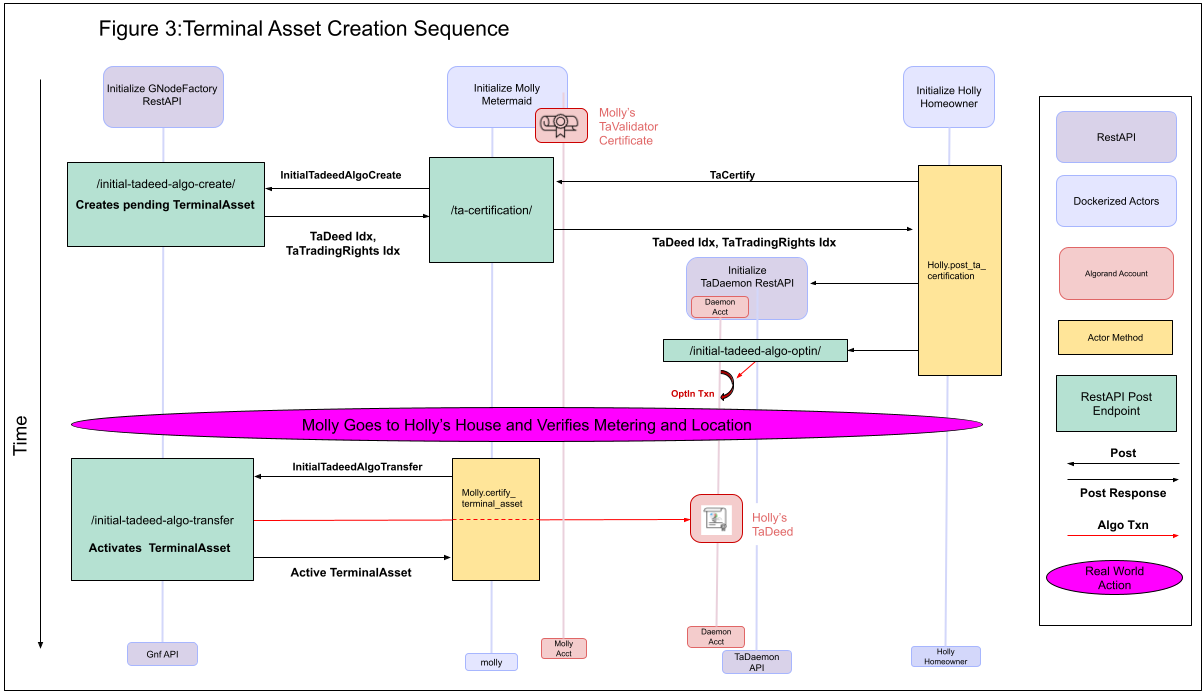 Figure 3:Terminal Asset Creation Sequence
Initialize GNodeFactory
RestAPI
Initialize Molly
Metermaid
Molly's
TaValidator
Certificate
Initialize Holly
Homeowner
/initial-tadeed-algo-create/
Creates pending TerminalAsset
InitialTadeedAlgoCreate
TaDeed Idx,
TaTradingRights Idx
/ta-certification/
TaCertify
TaDeed Idx, TaTradingRights Idx
Holly.post_ta_
certification
Initialize
TaDaemon RestAPI
Daemon
Acct
/initial-tadeed-algo-optin/
OptIn Txn
Time
Molly Goes to Holly's House and Verifies Metering and Location
/initial-tadeed-algo-transfer
Activates  TerminalAsset
InitialTadeedAlgoTransfer
Active TerminalAsset
Molly.certify_
terminal_asset
Holly's
TaDeed
Gnf API
molly
Molly
Acct
Daemon
Acct
TaDaemon
API
Holly
Homeowner
RestAPI
Dockerized Actors
Algorand Account
Actor Method
RestAPI Post
Endpoint
Post
Post Response
Algo Txn
Real World
Action